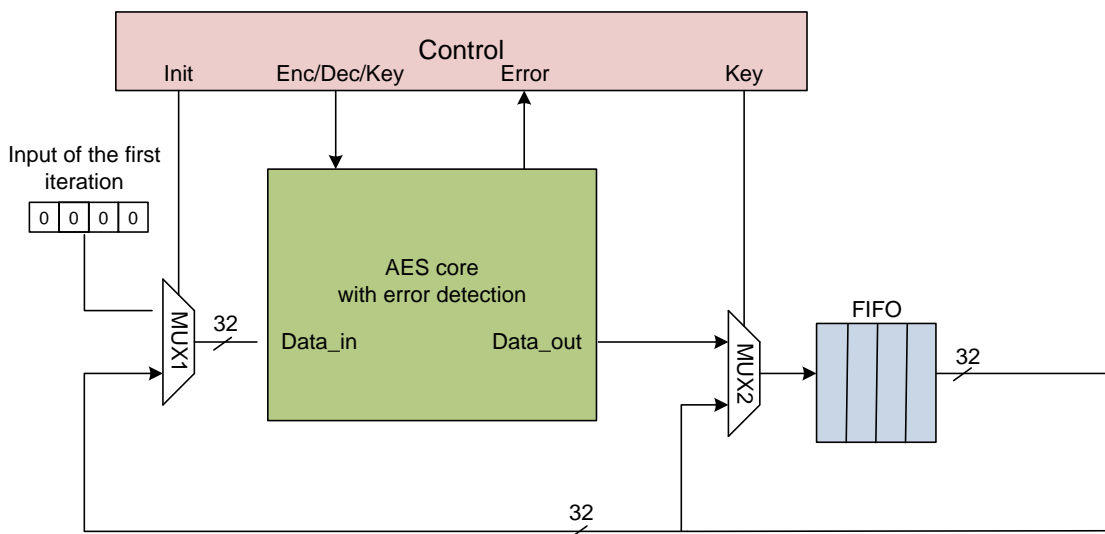 Control
Init
Enc/Dec/Key
Error
Key
Input of the first
iteration
0 0 0 0
AES core
with error detection
MUX1
32
Data_in
Data_out
MUX2
FIFO
32
32